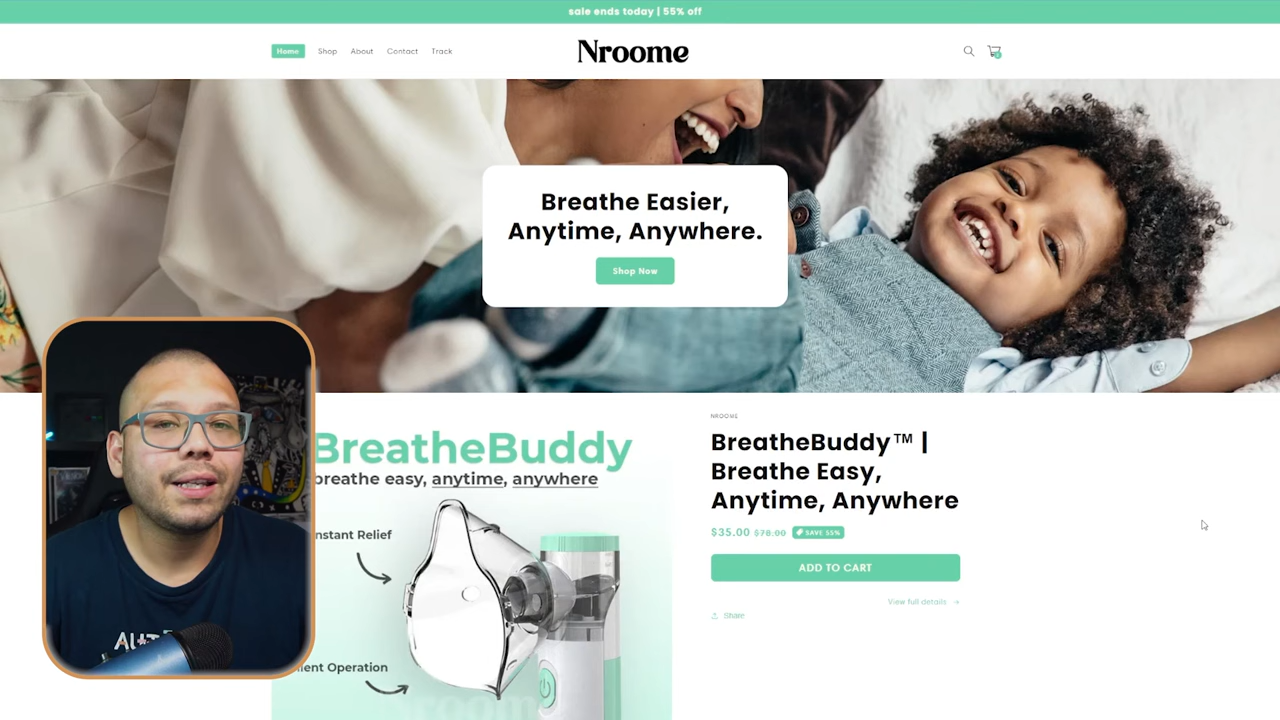 sale ends today | 55% off
Home Shop About Contact Track
Nroome
Breathe Easier,
Anytime, Anywhere.
Shop Now
BreatheBuddy
breathe easy, anytime, anywhere
nstant Relief
ient Operation
nroom
NROOME
BreatheBuddy™ |
Breathe Easy,
Anytime, Anywhere
$35.00 $78.00 SAVE 55%
ADD TO CART
View full details →
Share